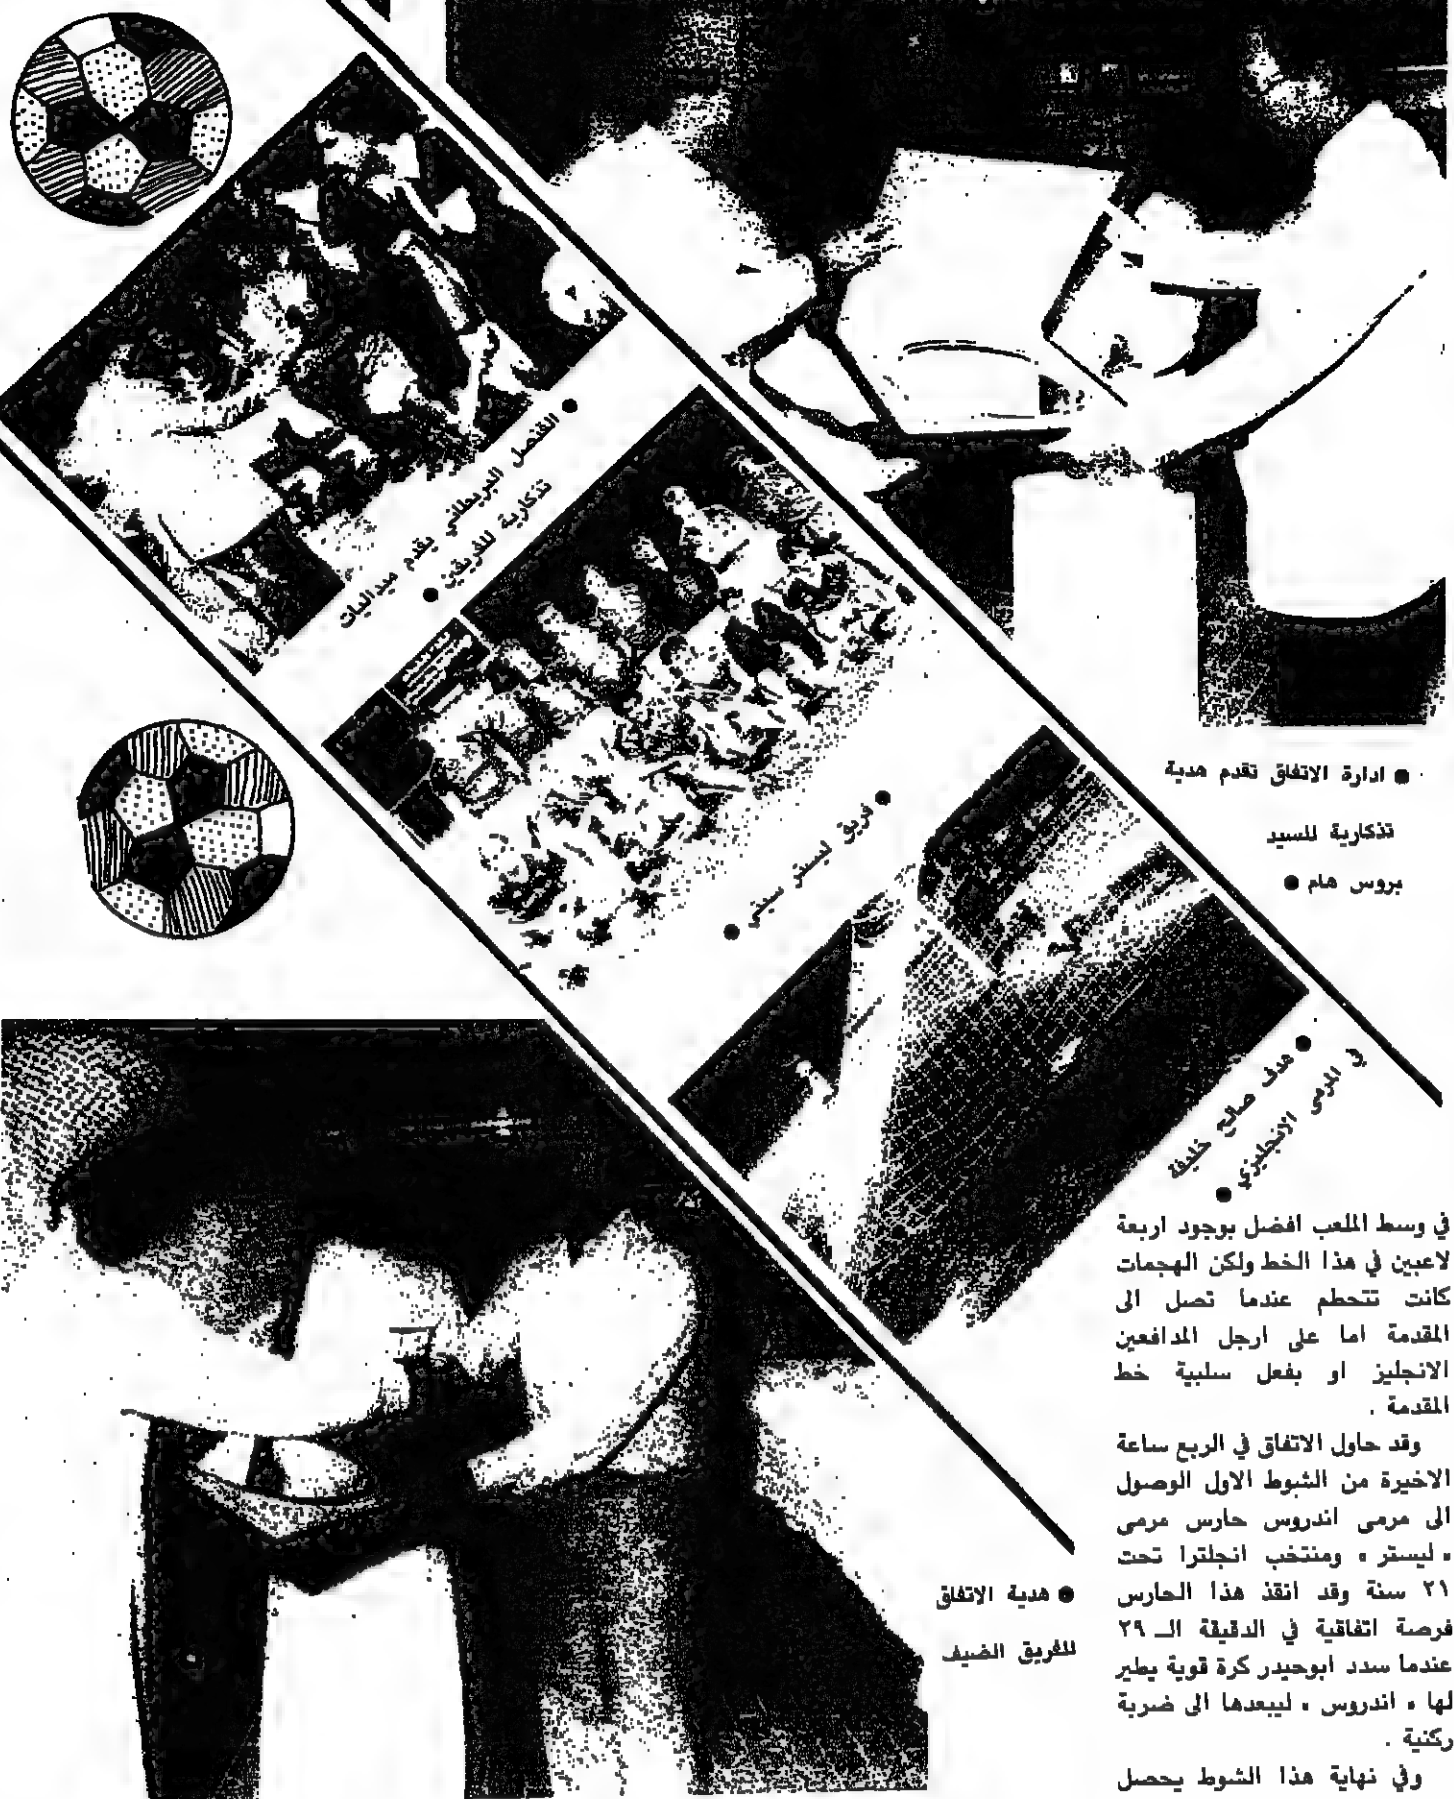 ● ادارة الاتفاق تقدم هدية
تذكارية للسيد
بروس هام ●
● القنصل البريطاني يقدم ميداليات
تذكارية للفريقين ●
● فريق ليستر سيتي ●
● هدف صالح خليفة
في المرمى الانجليزي ●
في وسط الملعب افضل بوجود اربعة
لاعبين في هذا الخط ولكن الهجمات
كانت تتحطم عندما تصل الى
المقدمة اما على ارجل المدافعين
الانجليز او بفعل سلبية خط
المقدمة .
وقد حاول الاتفاق في الربع ساعة
الاخيرة من الشوط الاول الوصول
الى مرمى اندروس حارس مرمى
« ليستر » ومنتخب انجلترا تحت
٢١ سنة وقد انقذ هذا الحارس
فرصة اتفاقية في الدقيقة الـ ٢٩
عندما سدد ابوحيدر كرة قوية يطير
لها « اندروس » ليبعدها الى ضربة
ركنية .
وفي نهاية هذا الشوط يحصل
● هدية الاتفاق
للفريق الضيف